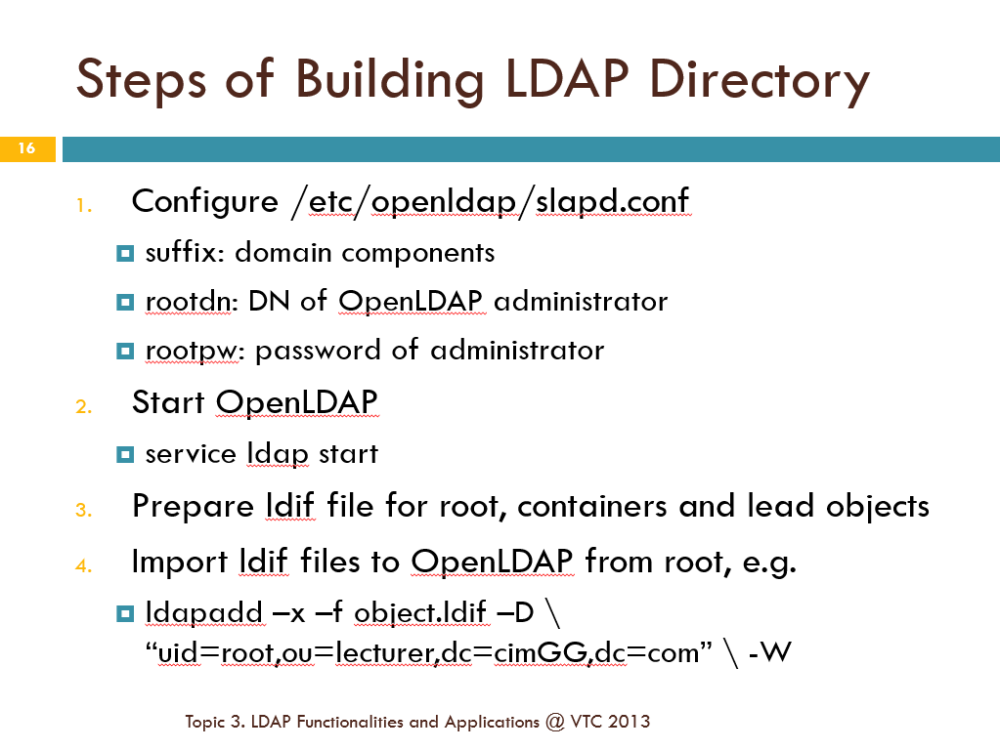 Steps of Building LDAP Directory
16
1. Configure /etc/openldap/slapd.conf
suffix: domain components
rootdn: DN of OpenLDAP administrator
rootpw: password of administrator
2. Start OpenLDAP
service ldap start
3. Prepare ldif file for root, containers and lead objects
4. Import ldif files to OpenLDAP from root, e.g.
ldapadd –x –f object.ldif –D \
“uid=root,ou=lecturer,dc=cimGG,dc=com” \ -W
Topic 3. LDAP Functionalities and Applications @ VTC 2013